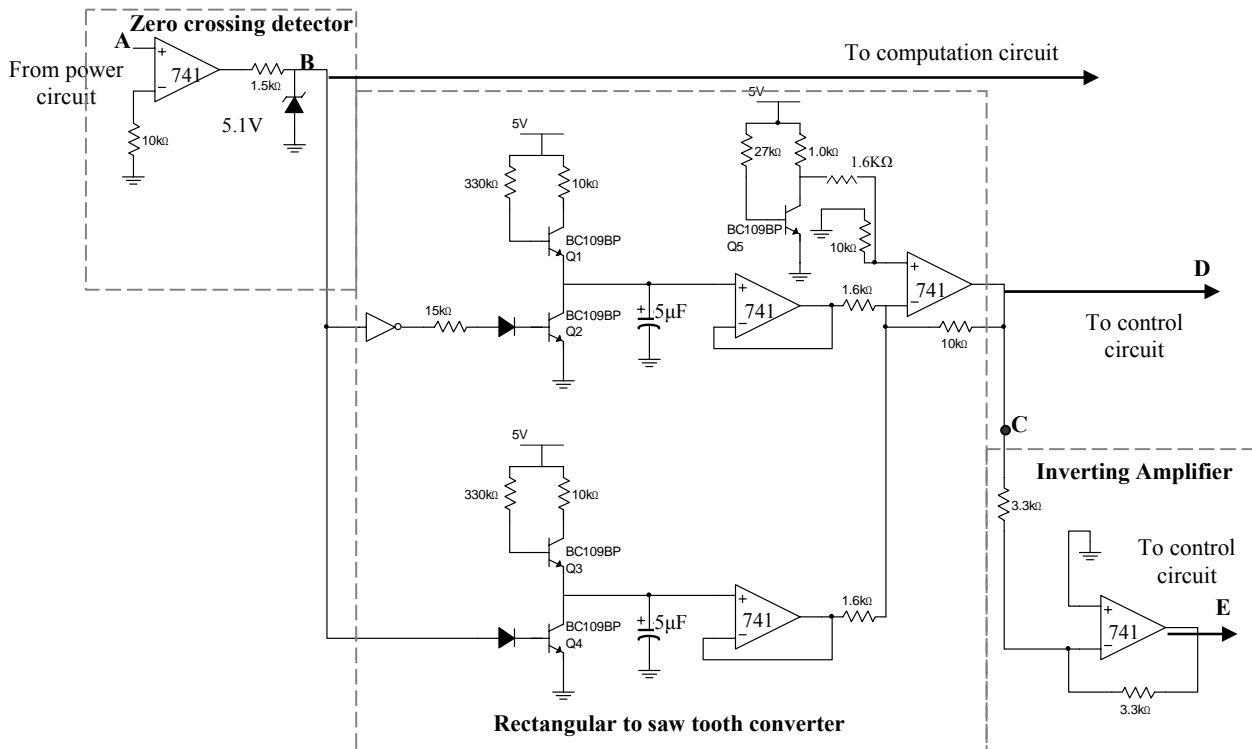 Zero crossing detector
A
B
+
741
−
From power
circuit
1.5kΩ
10kΩ
5.1V
To computation circuit
5V
27kΩ
1.0kΩ
1.6KΩ
BC109BP
Q5
10kΩ
5V
330kΩ
10kΩ
BC109BP
Q1
15kΩ
BC109BP
Q2
+
5µF
+
741
−
1.6kΩ
+
741
−
10kΩ
D
To control
circuit
C
5V
330kΩ
10kΩ
BC109BP
Q3
BC109BP
Q4
+
5µF
+
741
−
1.6kΩ
Rectangular to saw tooth converter
Inverting Amplifier
3.3kΩ
To control
circuit
E
+
741
−
3.3kΩ